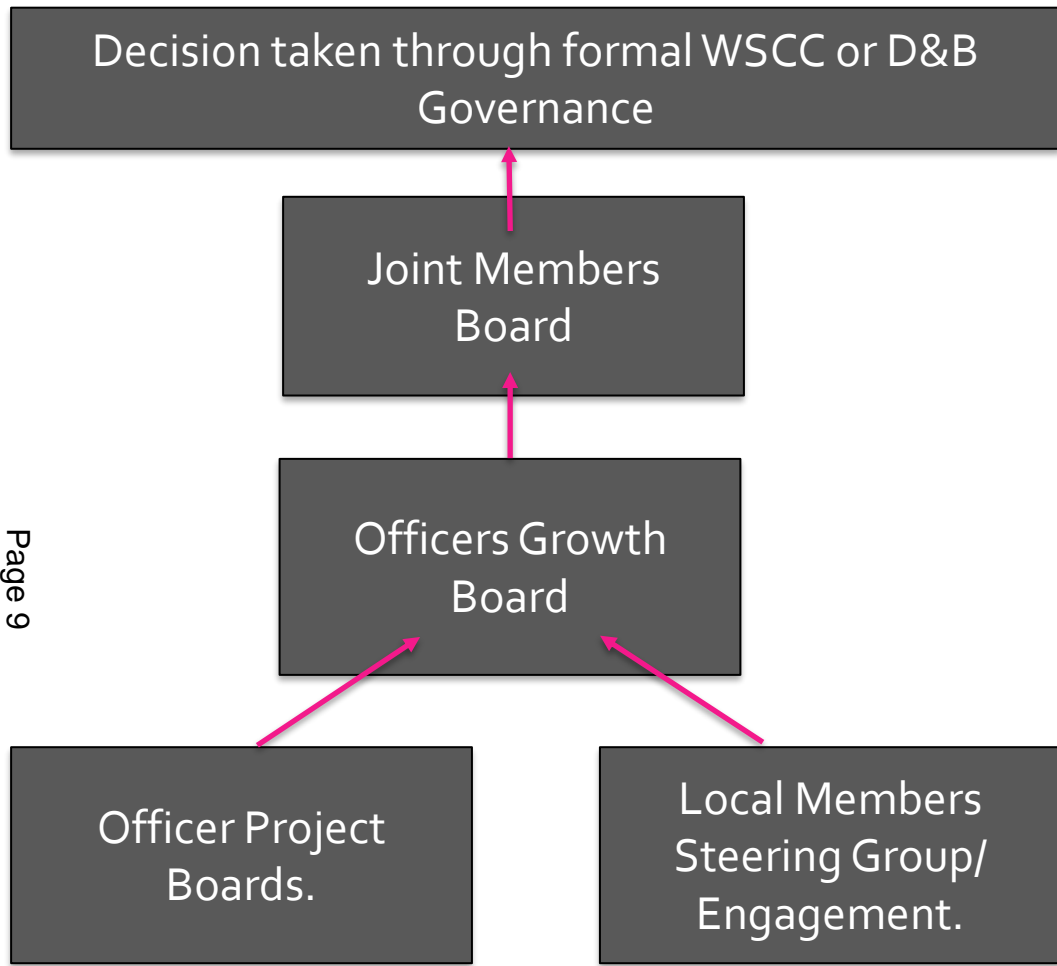 Decision taken through formal WSCC or D&B
Governance
Joint Members
Board
Officers Growth
Board
Page 9
Officer Project
Boards.
Local Members
Steering Group/
Engagement.